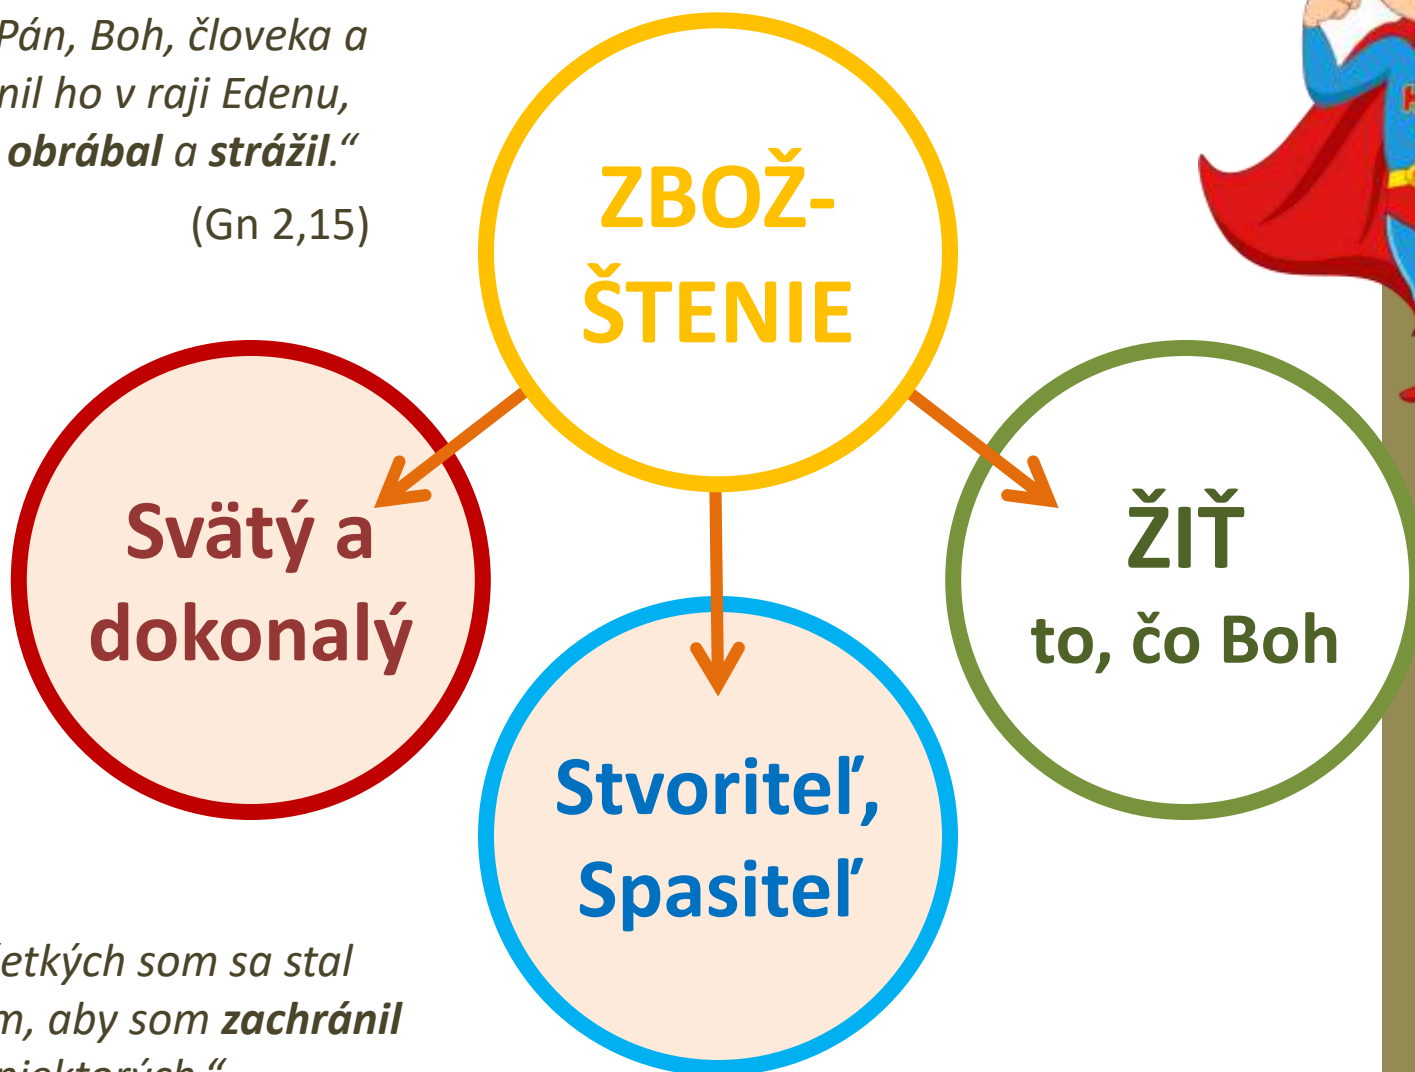 Pán, Boh, človeka a
nil ho v raji Edenu,
obrábal a strážil.“
(Gn 2,15)
ZBOŽ-
ŠTENIE
Svätý a
dokonalý
ŽIŤ
to, čo Boh
Stvoriteľ,
Spasiteľ
etkých som sa stal
m, aby som zachránil
niektorých.“